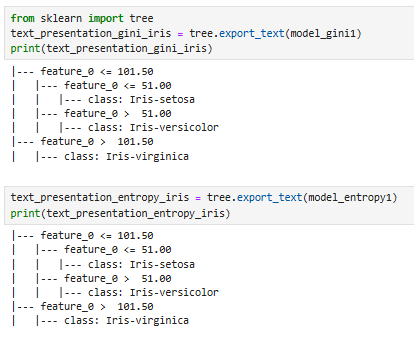 from sklearn import tree
text_presentation_gini_iris = tree.export_text(model_gini1)
print(text_presentation_gini_iris)
|--- feature_0 <= 101.50
|   |--- feature_0 <= 51.00
|   |   |--- class: Iris-setosa
|   |--- feature_0 >  51.00
|   |   |--- class: Iris-versicolor
|--- feature_0 >  101.50
|   |--- class: Iris-virginica
text_presentation_entropy_iris = tree.export_text(model_entropy1)
print(text_presentation_entropy_iris)
|--- feature_0 <= 101.50
|   |--- feature_0 <= 51.00
|   |   |--- class: Iris-setosa
|   |--- feature_0 >  51.00
|   |   |--- class: Iris-versicolor
|--- feature_0 >  101.50
|   |--- class: Iris-virginica